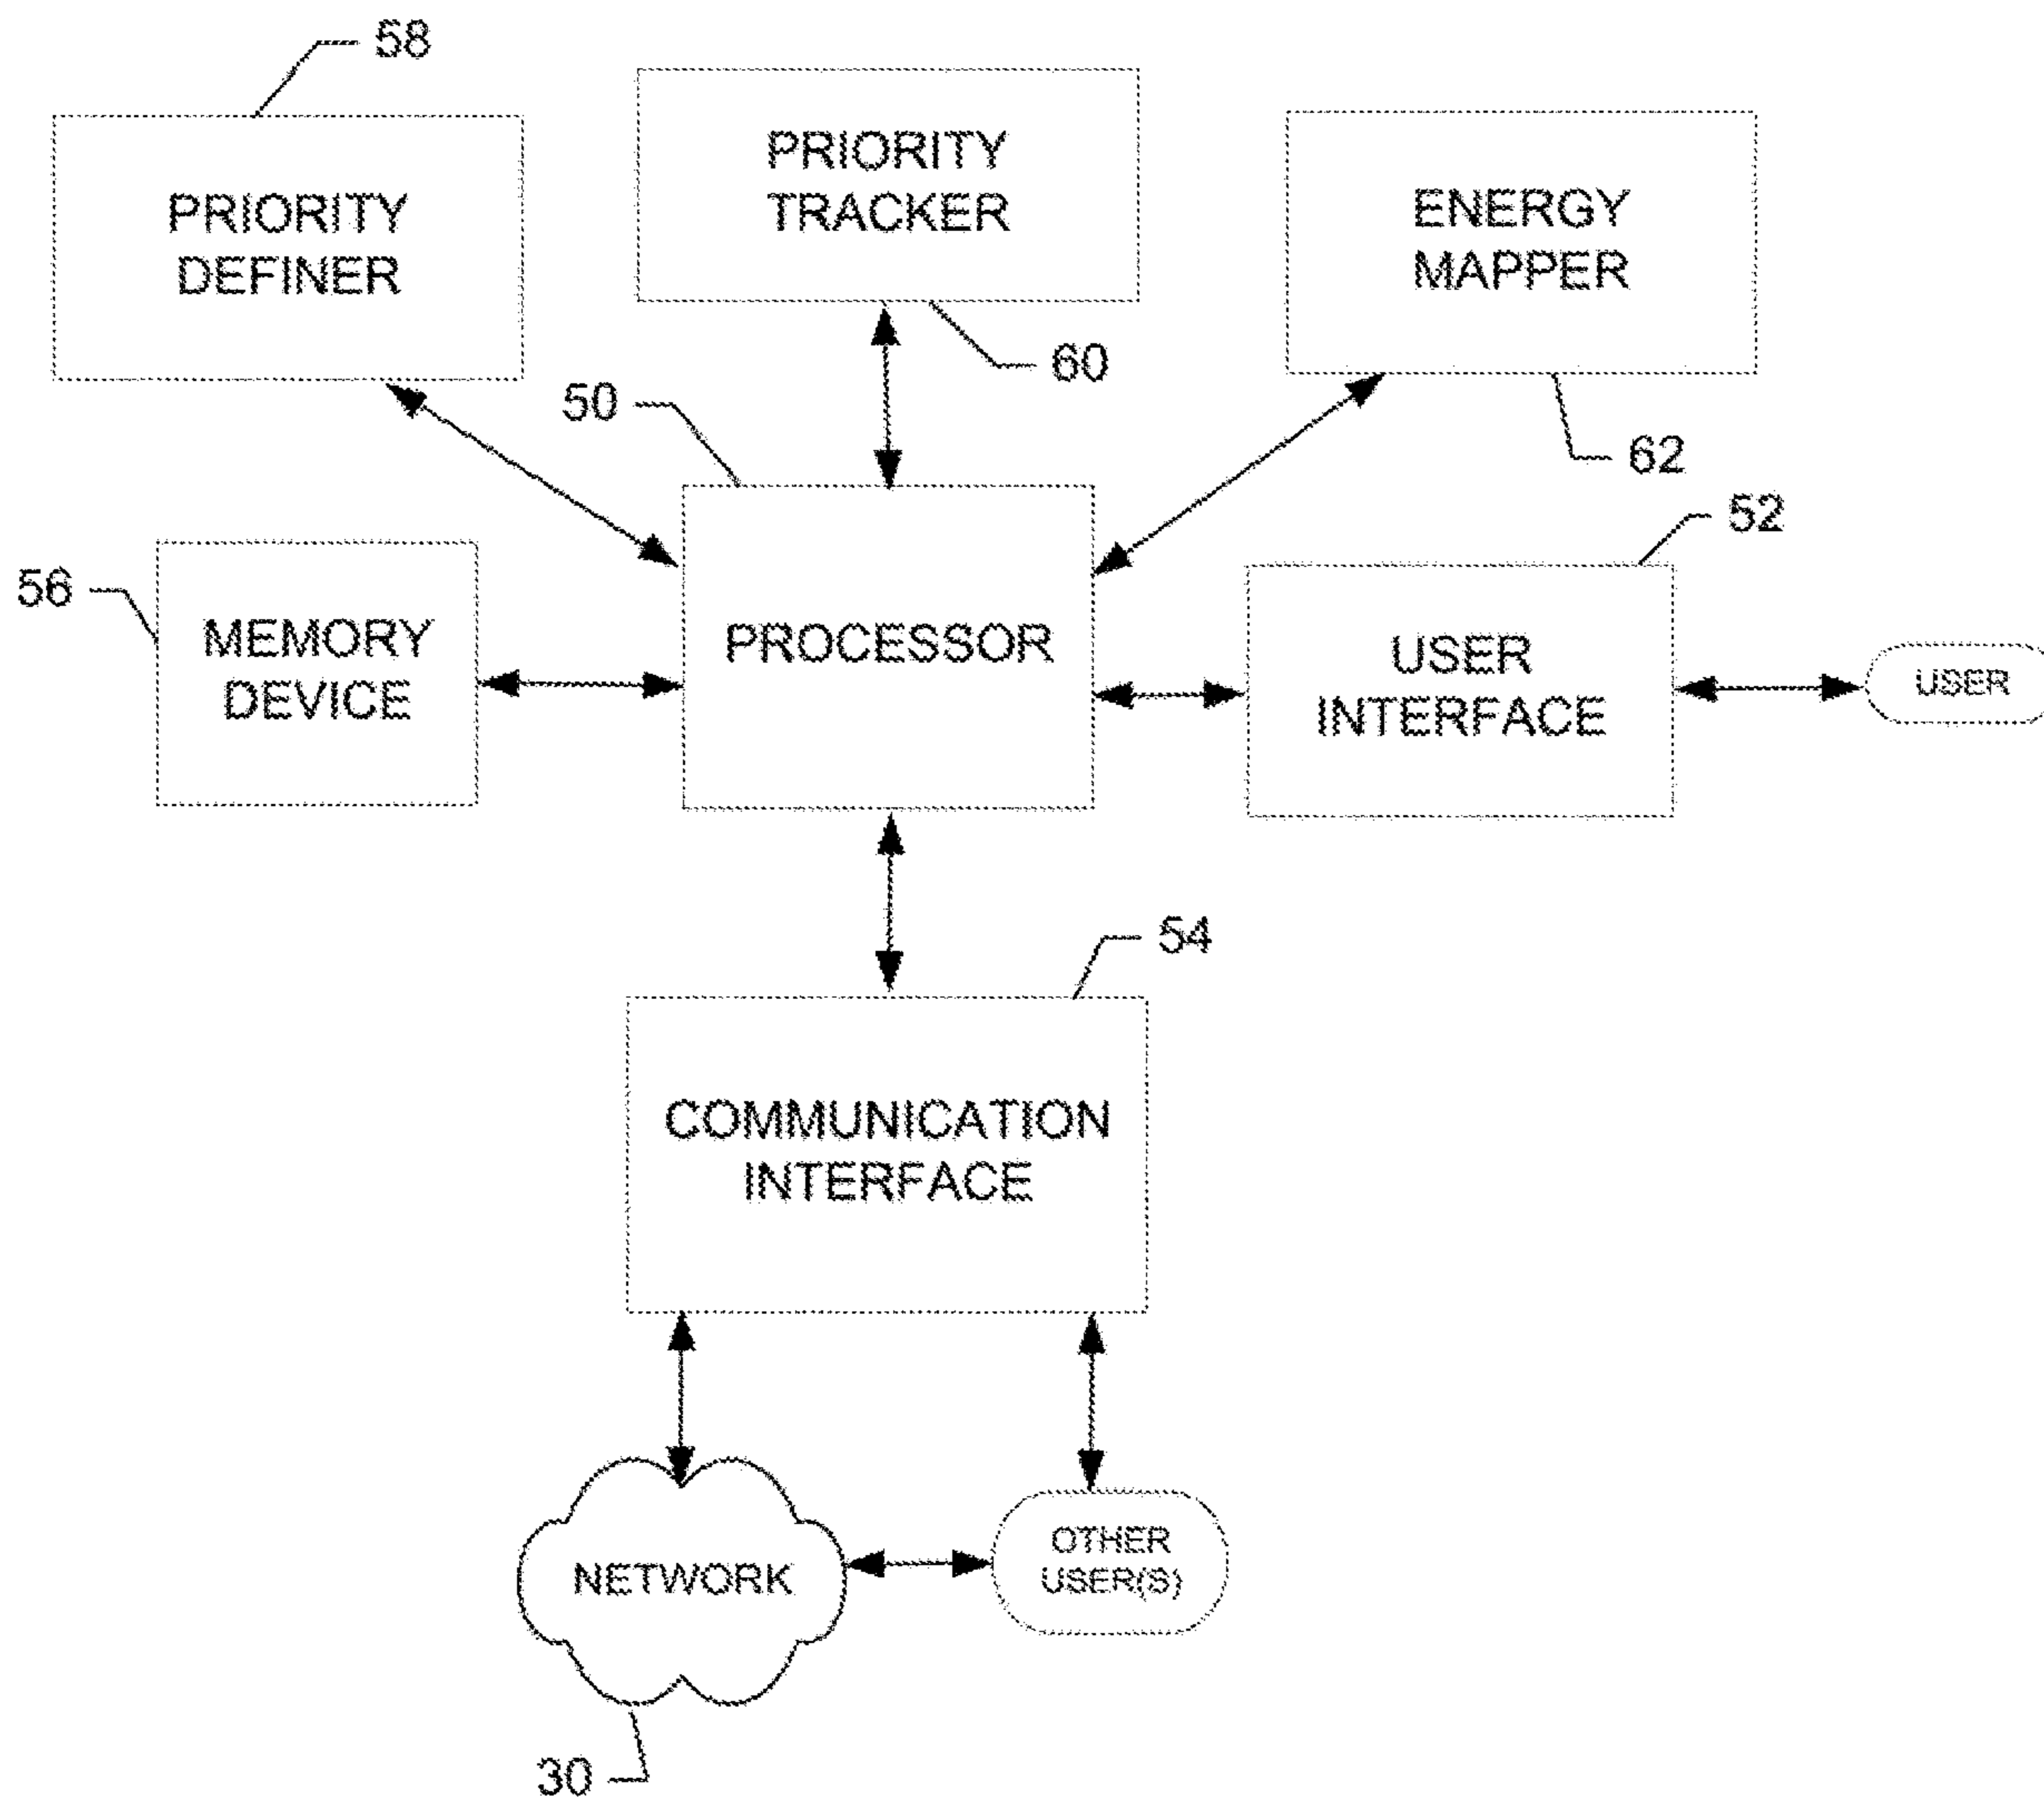 58
PRIORITY
DEFINER
PRIORITY
TRACKER
60
ENERGY
MAPPER
62
50
PROCESSOR
56
MEMORY
DEVICE
52
USER
INTERFACE
USER
54
COMMUNICATION
INTERFACE
NETWORK
OTHER
USER(S)
30